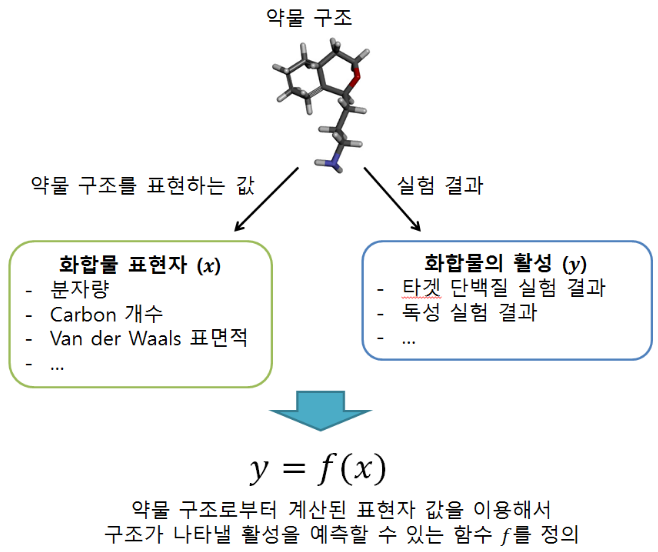 약물 구조
약물 구조를 표현하는 값
실험 결과
화합물 표현자 (x)
- 분자량
- Carbon 개수
- Van der Waals 표면적
- ...
화합물의 활성 (y)
- 타겟 단백질 실험 결과
- 독성 실험 결과
- ...
y = f(x)
약물 구조로부터 계산된 표현자 값을 이용해서
구조가 나타낼 활성을 예측할 수 있는 함수 f를 정의